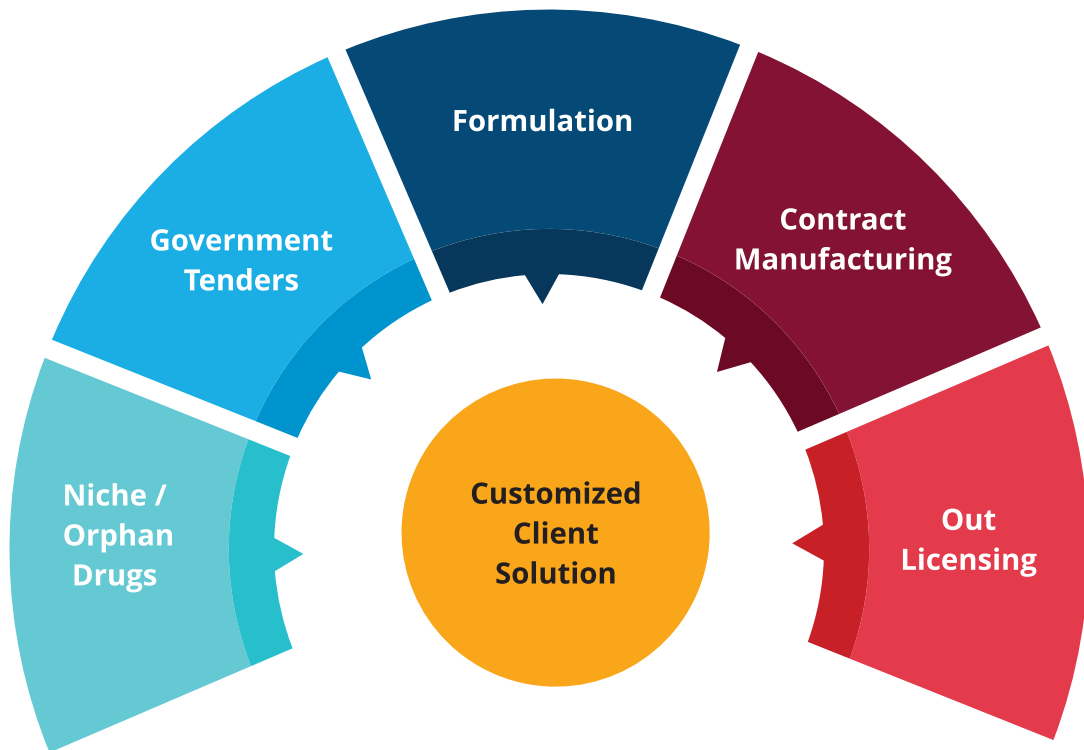 Formulation
Contract
Manufacturing
Government
Tenders
Niche /
Orphan
Drugs
Customized
Client
Solution
Out
Licensing